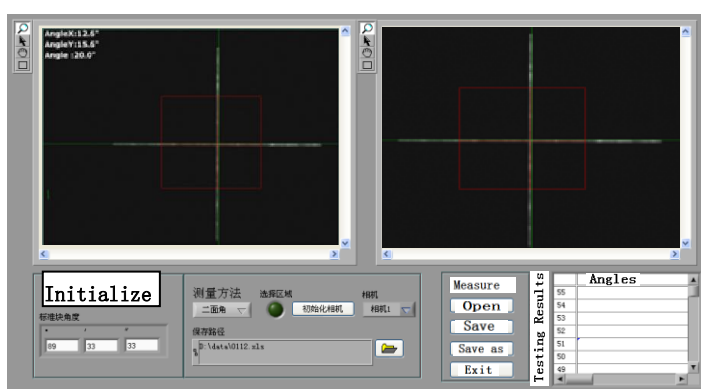 AngleX:12.6"
AngleY:15.6"
Angle :20.0"
Initialize
标准块角度
° ′ ″
89 33 33
测量方法 选择区域 相机
二面角 初始化相机 相机1
保存路径
D:\data\0112.xls
Measure
Open
Save
Save as
Exit
Testing Results
Angles
55
54
53
52
51
50
49